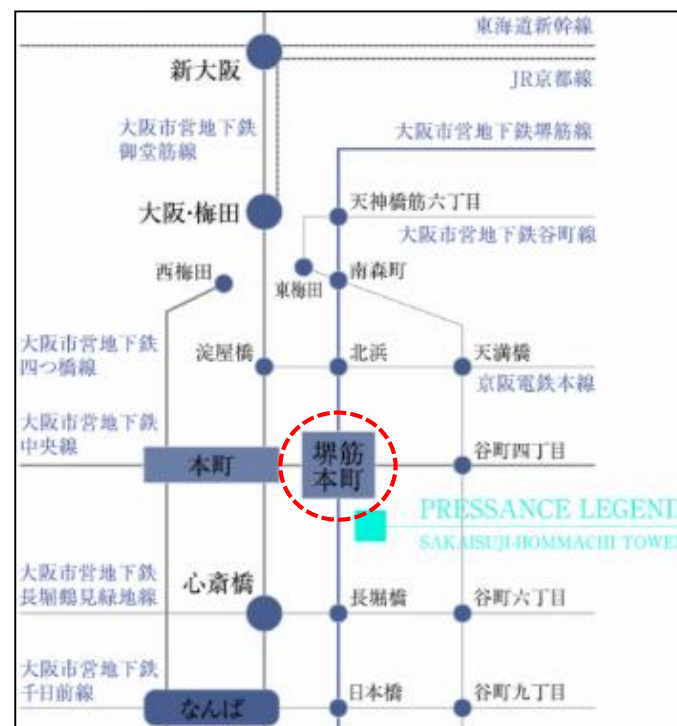 東海道新幹線
新大阪
JR京都線
大阪市営地下鉄
御堂筋線
大阪市営地下鉄堺筋線
大阪・梅田
天神橋筋六丁目
大阪市営地下鉄谷町線
西梅田
東梅田
南森町
大阪市営地下鉄
四つ橋線
淀屋橋
北浜
天満橋
京阪電鉄本線
大阪市営地下鉄
中央線
本町
堺筋
本町
谷町四丁目
PRESSANCE LEGEND
SAKAISUJI-HOMMACHI TOWER
大阪市営地下鉄
長堀鶴見緑地線
心斎橋
長堀橋
谷町六丁目
大阪市営地下鉄
千日前線
なんば
日本橋
谷町九丁目